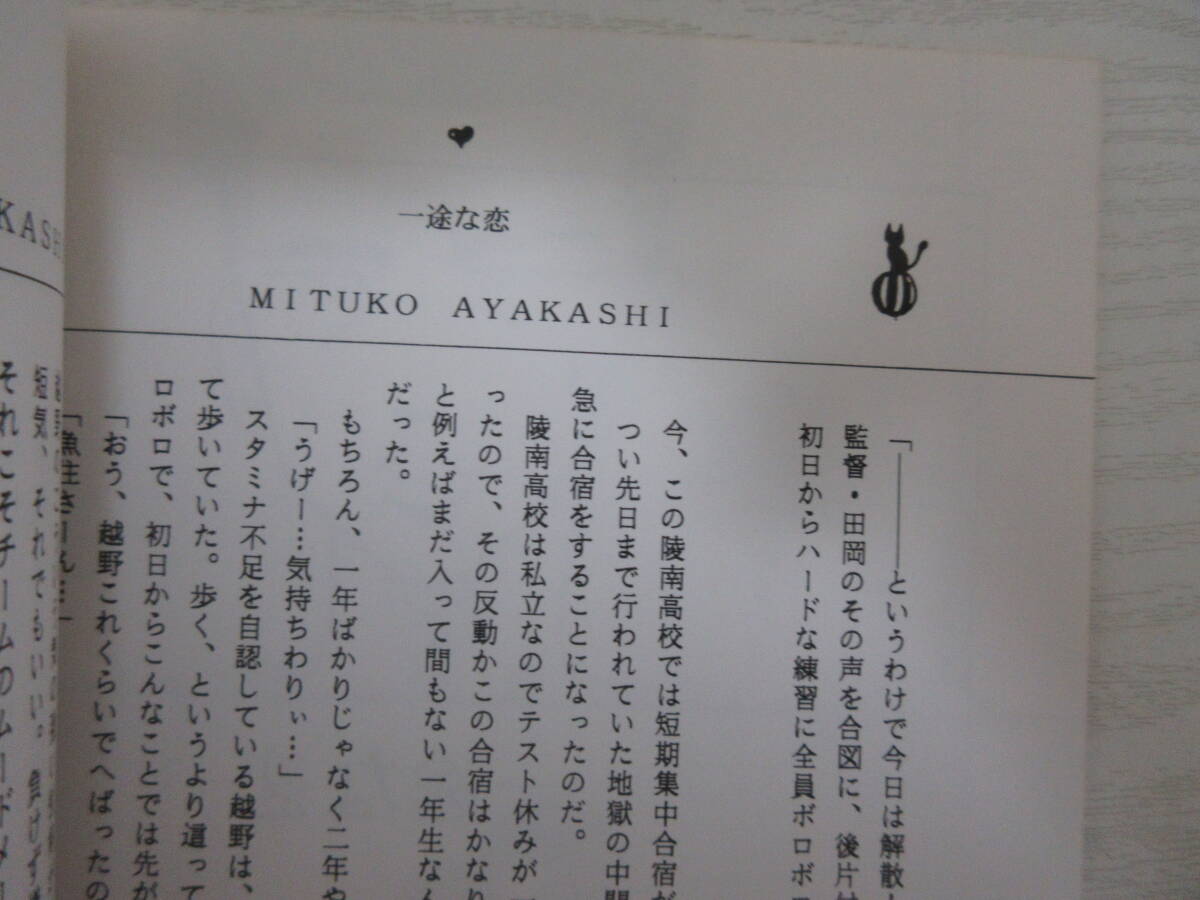 一途な恋
MITUKO AYAKASHI
「――というわけで今日は解散
監督・田岡のその声を合図に、後片
初日からハードな練習に全員ボロボ
今、この陵南高校では短期集中合宿
つい先日まで行われていた地獄の中
急に合宿をすることになったのだ。
陵南高校は私立なのでテスト休みが
ったので、その反動かこの合宿はかなり
と例えばまだ入って間もない一年生なん
だった。
もちろん、一年ばかりじゃなく二年や
「うげー…気持ちわりぃ…」
スタミナ不足を自認している越野は、
て歩いていた。歩く、というより這って
ロボロで、初日からこんなことでは先が
「おう、越野これくらいでへばったの
「魚住さーん…
短気、それでもいい。負けず
それこそチームのムードメー
KASH